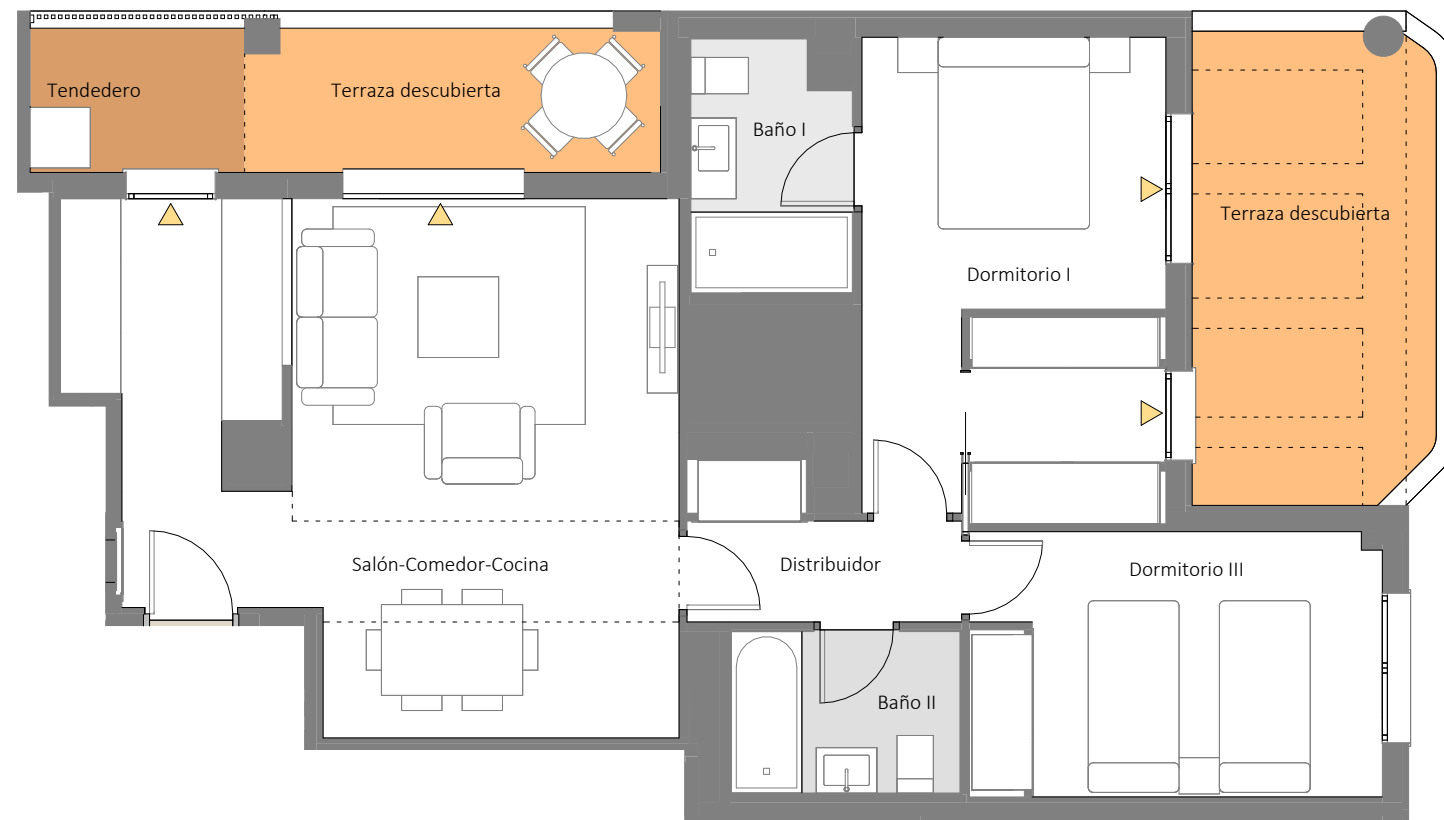 Tendedero
Terraza descubierta
Baño I
Terraza descubierta
Dormitorio I
Salón-Comedor-Cocina
Distribuidor
Dormitorio III
Baño II